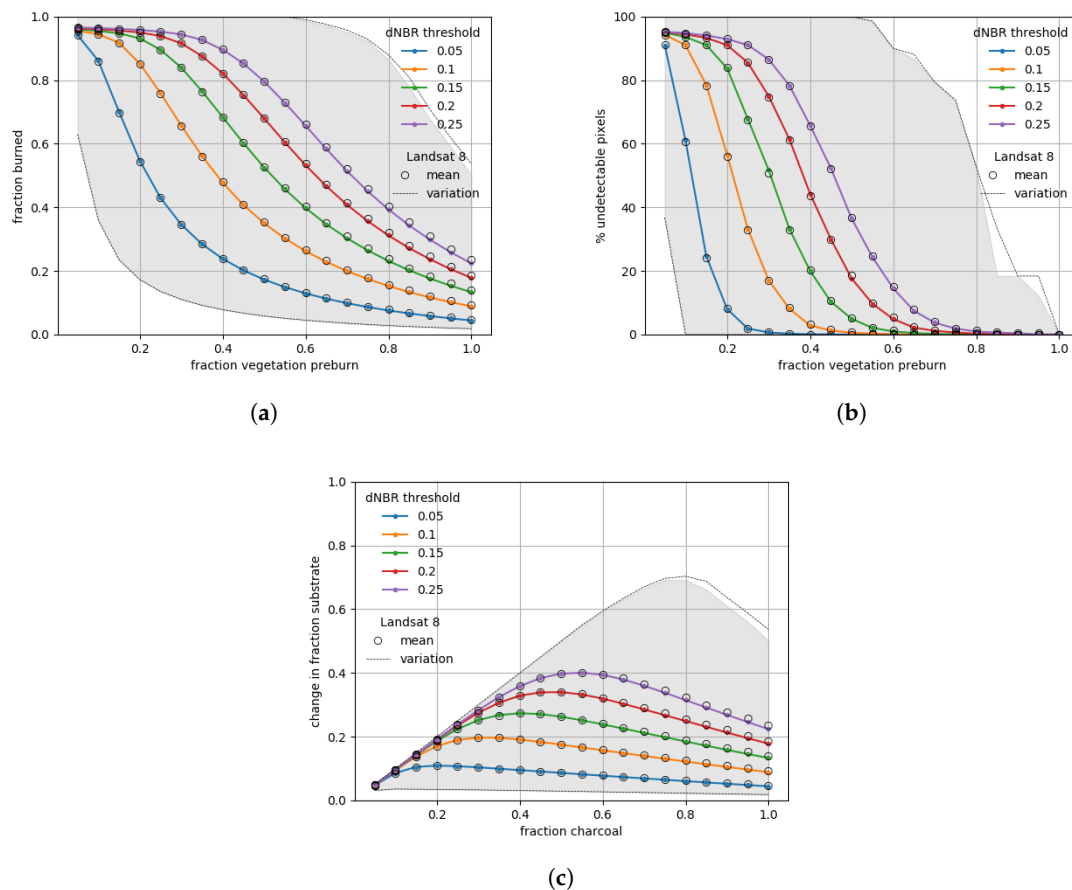 1.0
0.8
0.6
0.4
0.2
0.0
fraction burned
0.2 0.4 0.6 0.8 1.0
fraction vegetation preburn
dNBR threshold
0.05
0.1
0.15
0.2
0.25
Landsat 8
mean
variation
(a)
100
80
60
40
20
0
% undetectable pixels
0.2 0.4 0.6 0.8 1.0
fraction vegetation preburn
dNBR threshold
0.05
0.1
0.15
0.2
0.25
Landsat 8
mean
variation
(b)
1.0
0.8
0.6
0.4
0.2
0.0
change in fraction substrate
0.2 0.4 0.6 0.8 1.0
fraction charcoal
dNBR threshold
0.05
0.1
0.15
0.2
0.25
Landsat 8
mean
variation
(c)